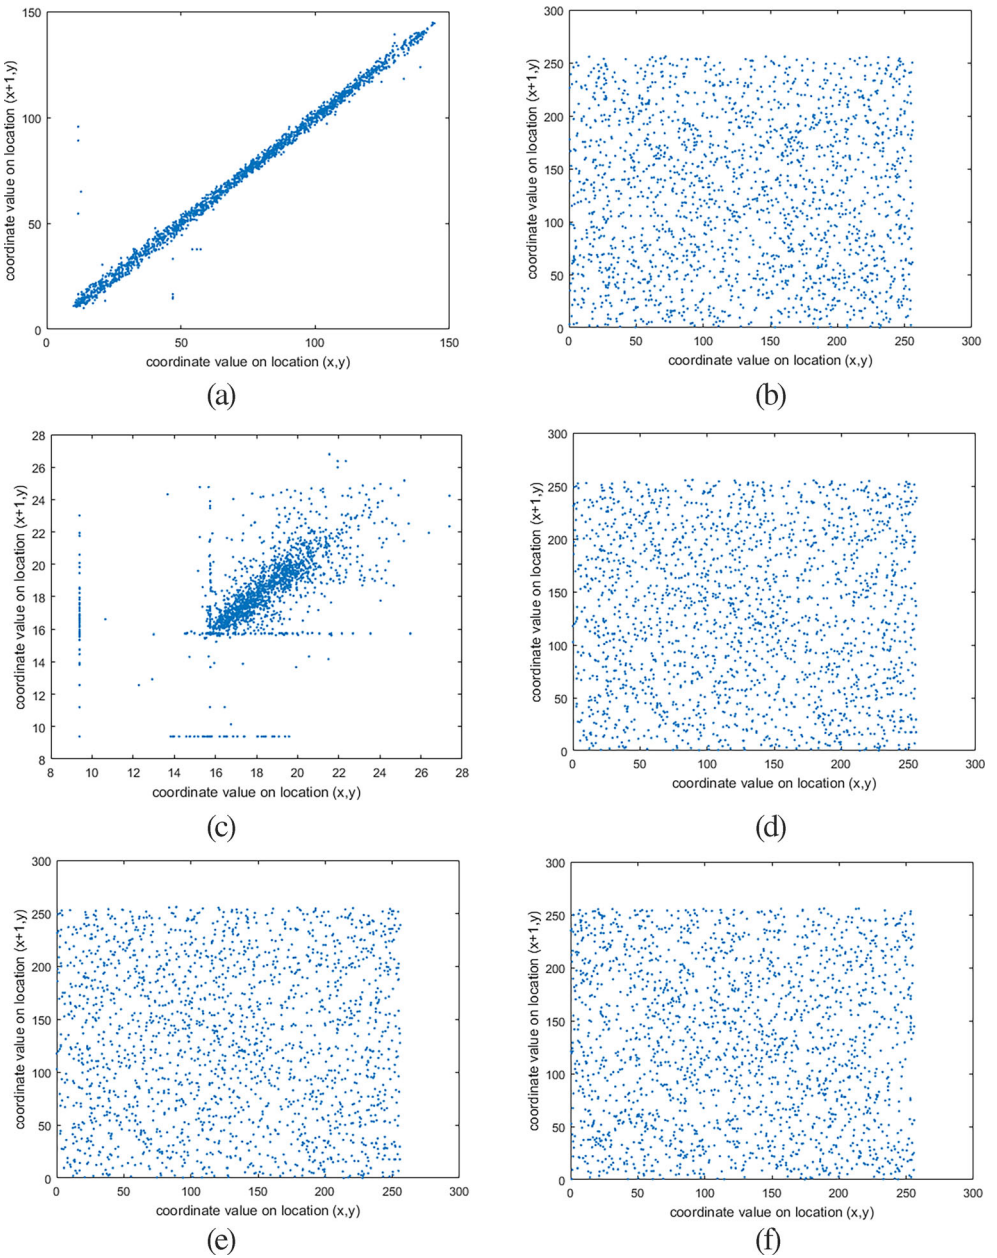 150
100
50
0
0 50 100 150
coordinate value on location (x+1,y)
coordinate value on location (x,y)
(a)
300
250
200
150
100
50
0
0 50 100 150 200 250 300
coordinate value on location (x+1,y)
coordinate value on location (x,y)
(b)
28
26
24
22
20
18
16
14
12
10
8
8 10 12 14 16 18 20 22 24 26 28
coordinate value on location (x+1,y)
coordinate value on location (x,y)
(c)
300
250
200
150
100
50
0
0 50 100 150 200 250 300
coordinate value on location (x+1,y)
coordinate value on location (x,y)
(d)
300
250
200
150
100
50
0
0 50 100 150 200 250 300
coordinate value on location (x+1,y)
coordinate value on location (x,y)
(e)
300
250
200
150
100
50
0
0 50 100 150 200 250 300
coordinate value on location (x+1,y)
coordinate value on location (x,y)
(f)